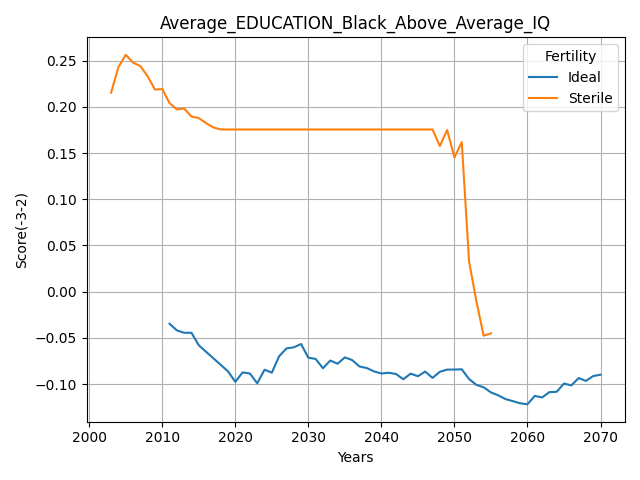 Average_EDUCATION_Black_Above_Average_IQ
Fertility
Ideal
Sterile
Score(-3-2)
0.25
0.20
0.15
0.10
0.05
0.00
−0.05
−0.10
2000 2010 2020 2030 2040 2050 2060 2070
Years